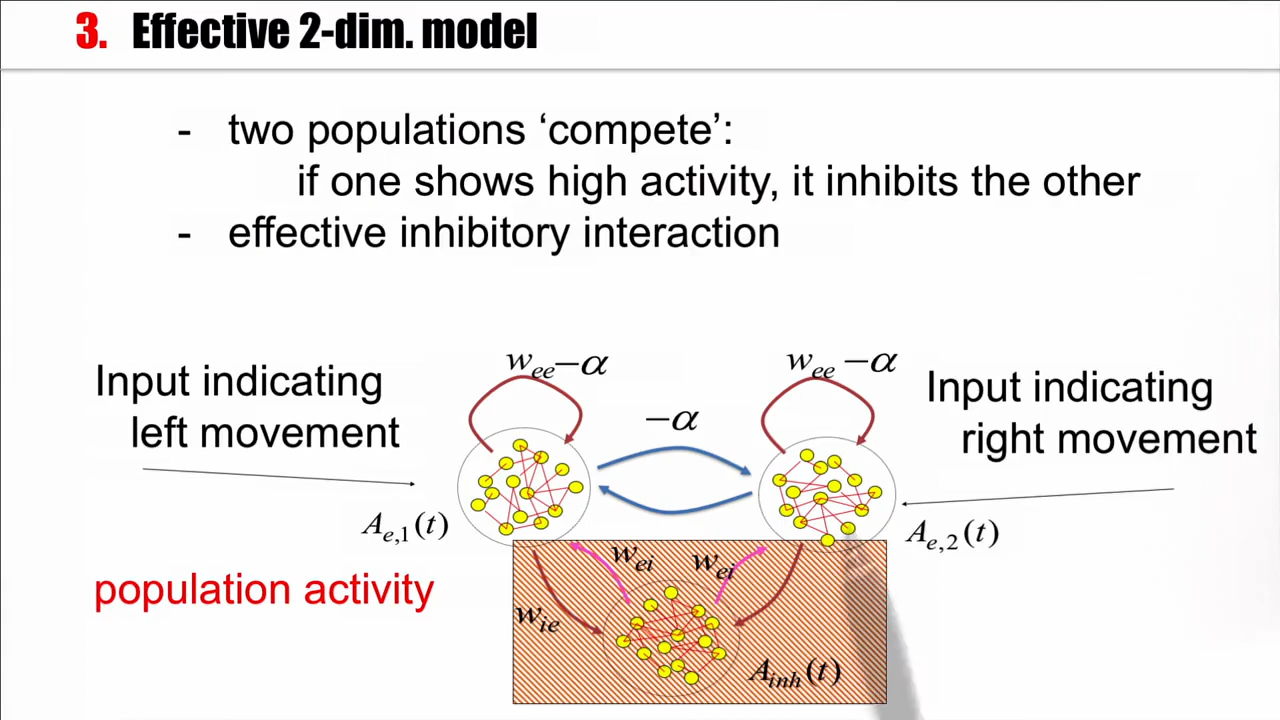 3. Effective 2-dim. model
- two populations ‘compete’:
if one shows high activity, it inhibits the other
- effective inhibitory interaction
Input indicating
left movement
w_ee −α
−α
w_ee −α
Input indicating
right movement
A_e,1(t)
A_e,2(t)
population activity
w_ei
w_ei
w_ie
A_inh(t)